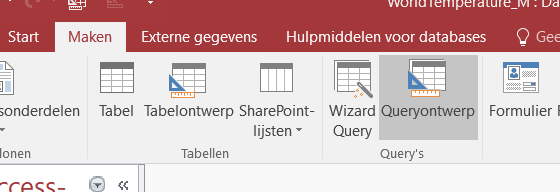 WorldTemperature_M : Da
Start Maken Externe gegevens Hulpmiddelen voor databases Gee
sonderdelen Tabel Tabelontwerp SharePoint- Wizard Queryontwerp Formulier F
lijsten Query
lonen Tabellen Query's
ccess-